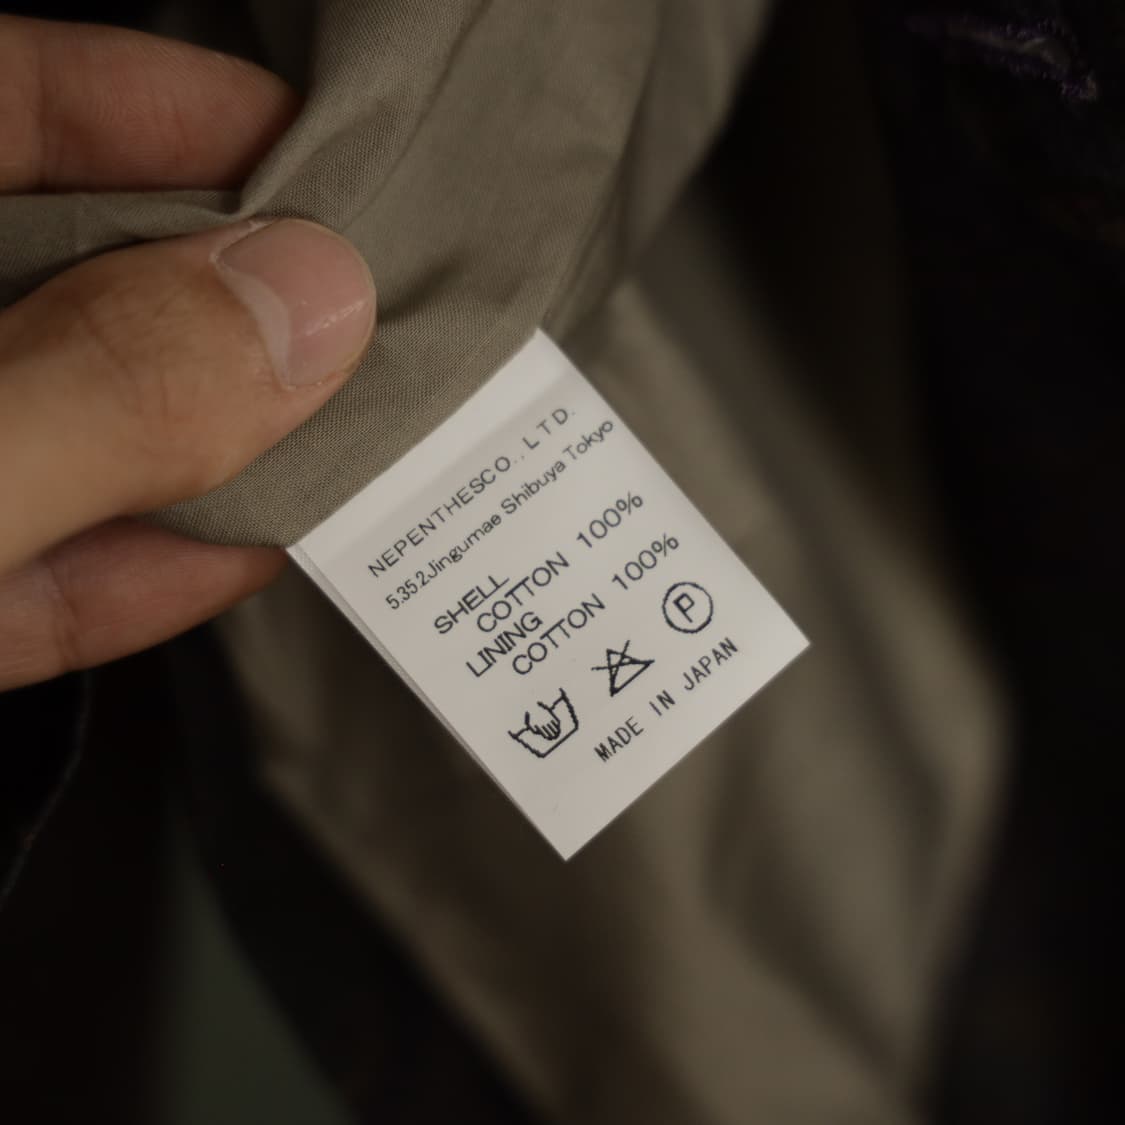 NEPENTHESCO.,LTD.
5.35.2Jingumae Shibuya Tokyo
SHELL
COTTON 100%
LINING
COTTON 100%
P
MADE IN JAPAN